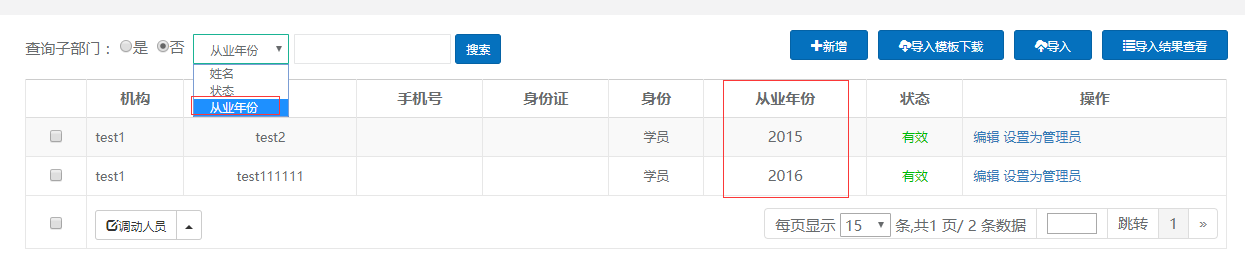 查询子部门： 是 否 从业年份 搜索 新增 导入模板下载 导入 导入结果查看
姓名
状态
从业年份
机构 手机号 身份证 身份 从业年份 状态 操作
test1 test2 学员 2015 有效 编辑 设置为管理员
test1 test111111 学员 2016 有效 编辑 设置为管理员
调动人员 每页显示 15 条,共1 页/ 2 条数据 跳转 1 »